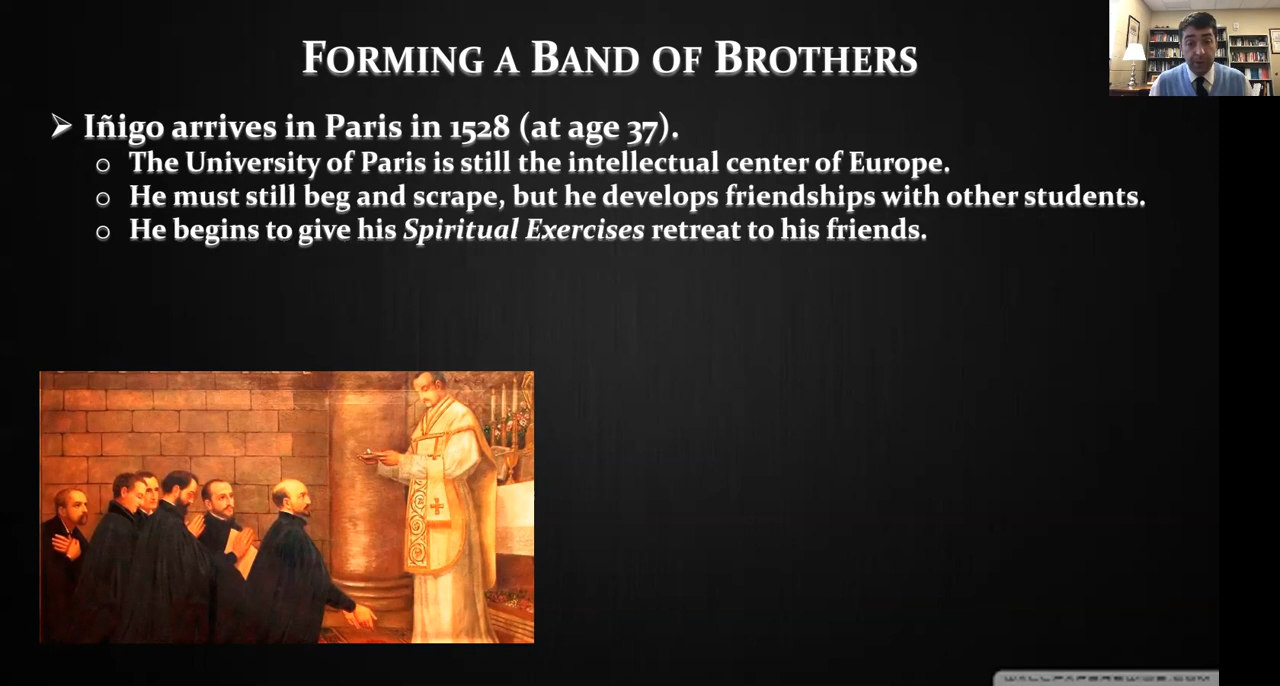 FORMING A BAND OF BROTHERS
Iñigo arrives in Paris in 1528 (at age 37).
The University of Paris is still the intellectual center of Europe.
He must still beg and scrape, but he develops friendships with other students.
He begins to give his Spiritual Exercises retreat to his friends.
WALLPAPERSWIDE.COM